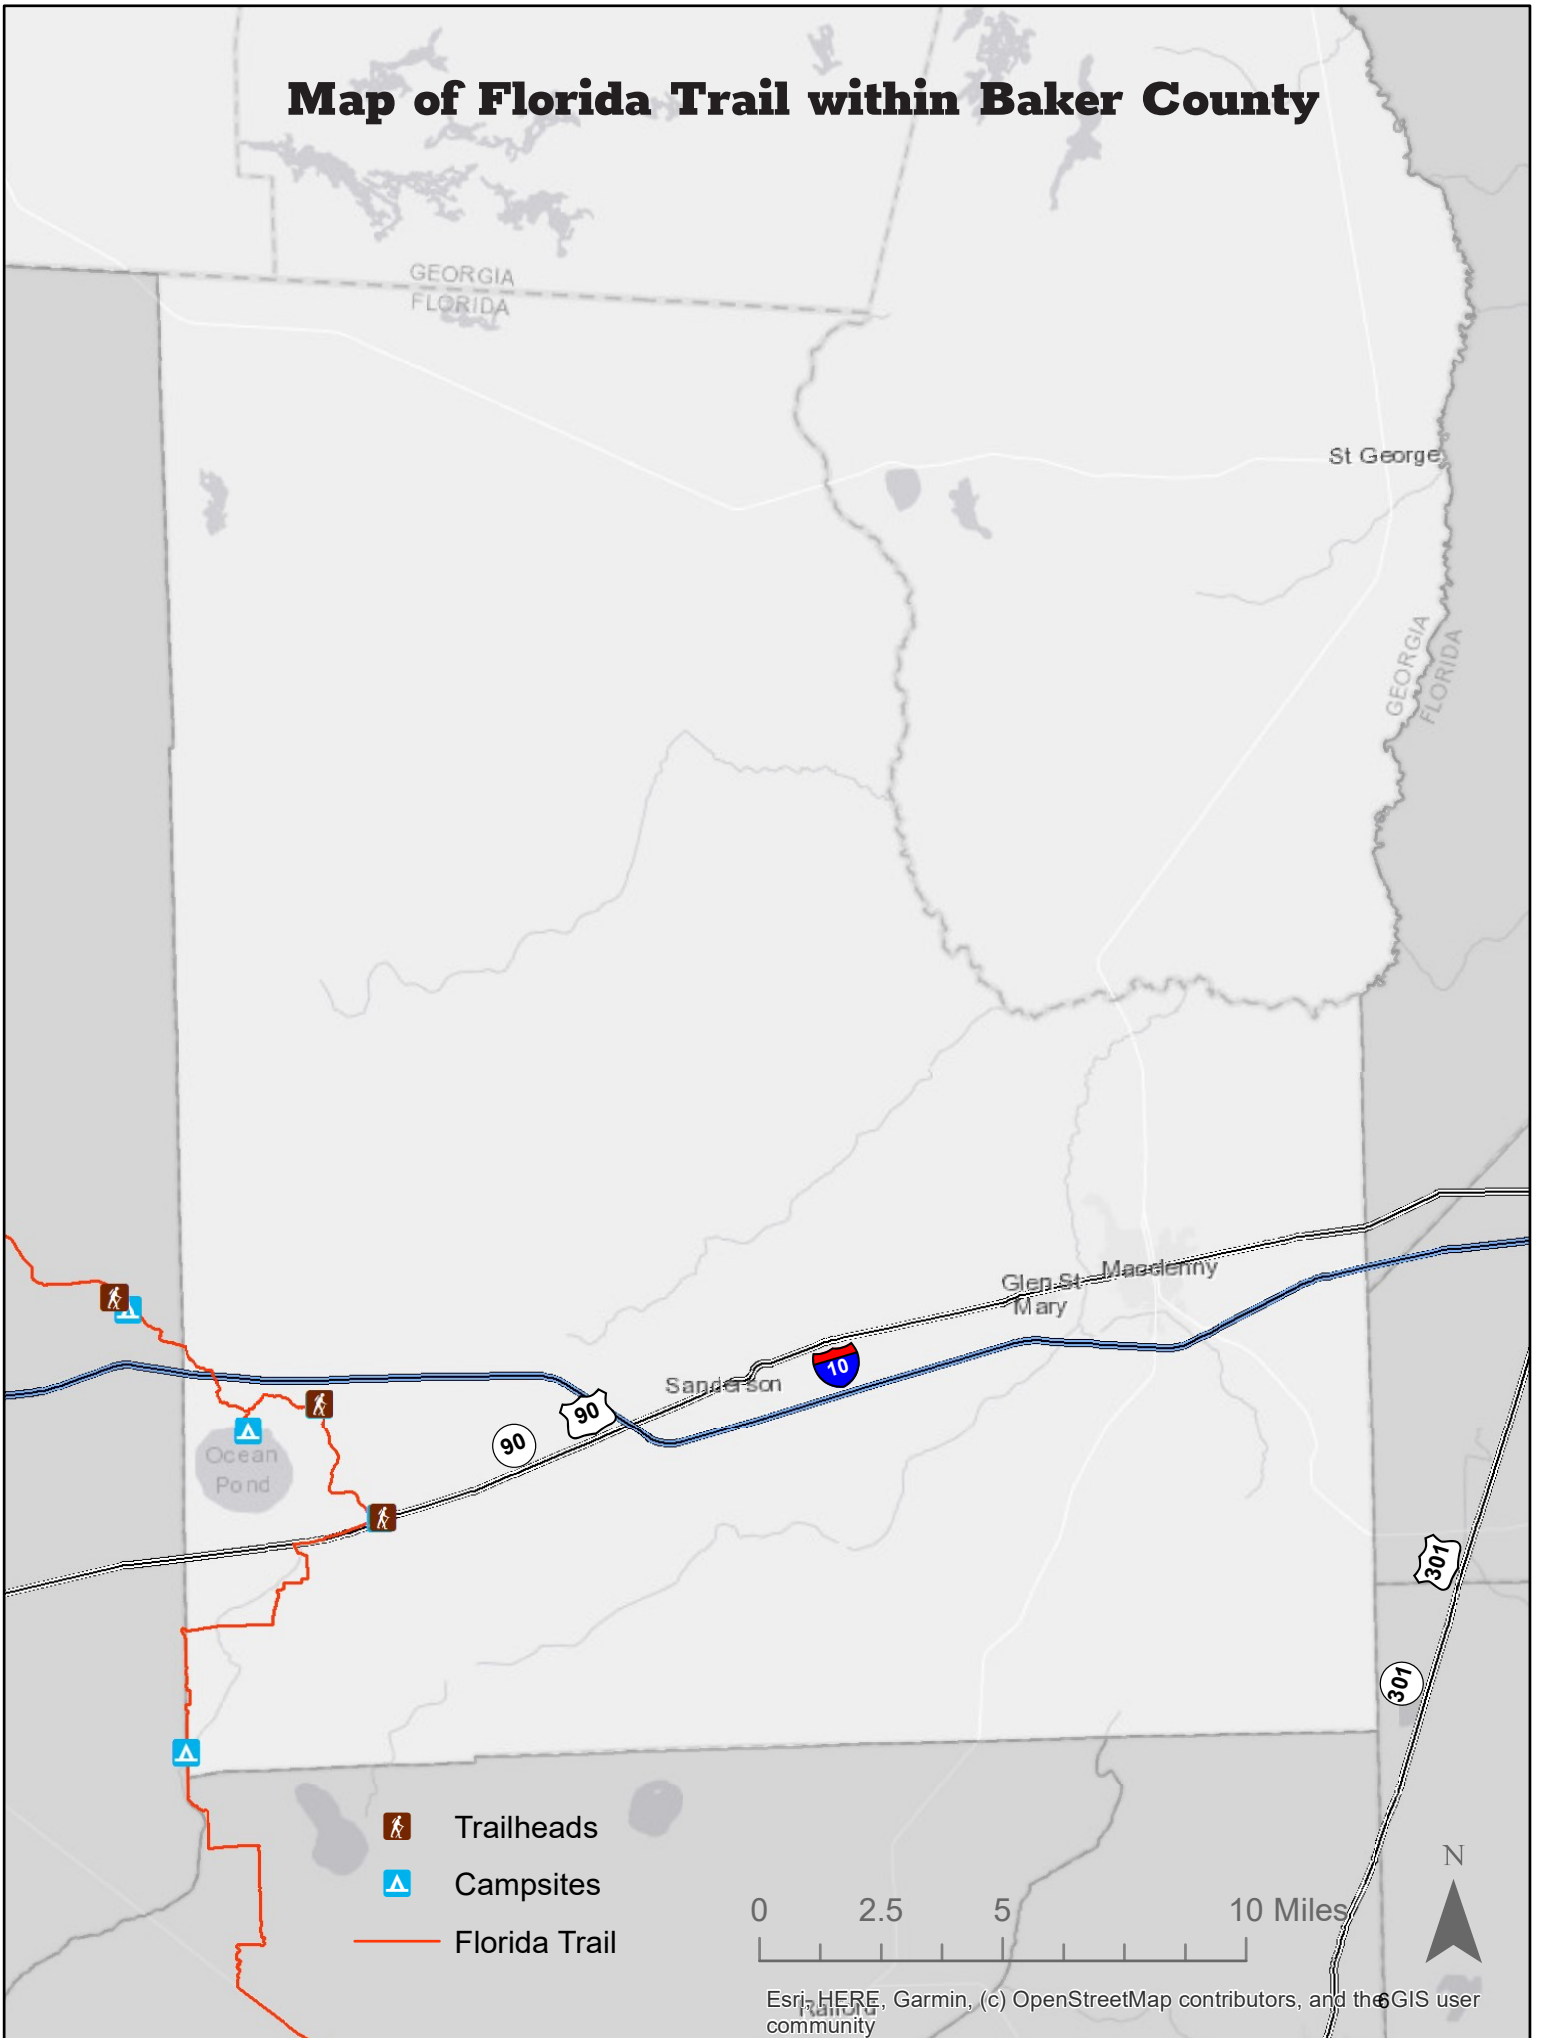 Map of Florida Trail within Baker County
GEORGIA
FLORIDA
St George
GEORGIA
FLORIDA
Macclenny
Glen St
Mary
10
Sanderson
90
90
Ocean
Pond
301
301
Trailheads
Campsites
Florida Trail
N
0 2.5 5 10 Miles
Esri, HERE, Garmin, (c) OpenStreetMap contributors, and the GIS user
community
6
Raiford